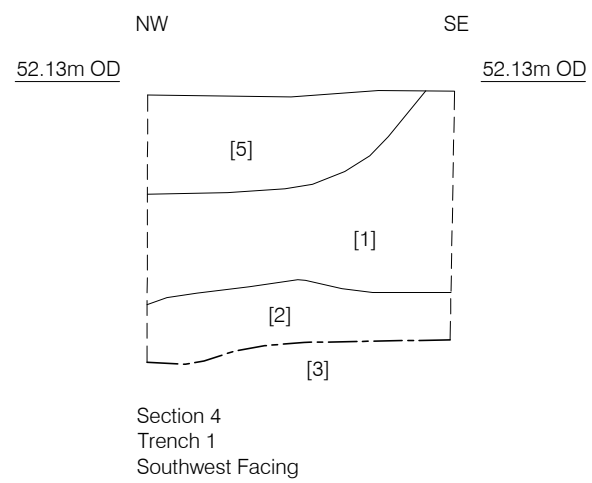 NW SE
52.13m OD 52.13m OD
[5]
[1]
[2]
[3]
Section 4
Trench 1
Southwest Facing